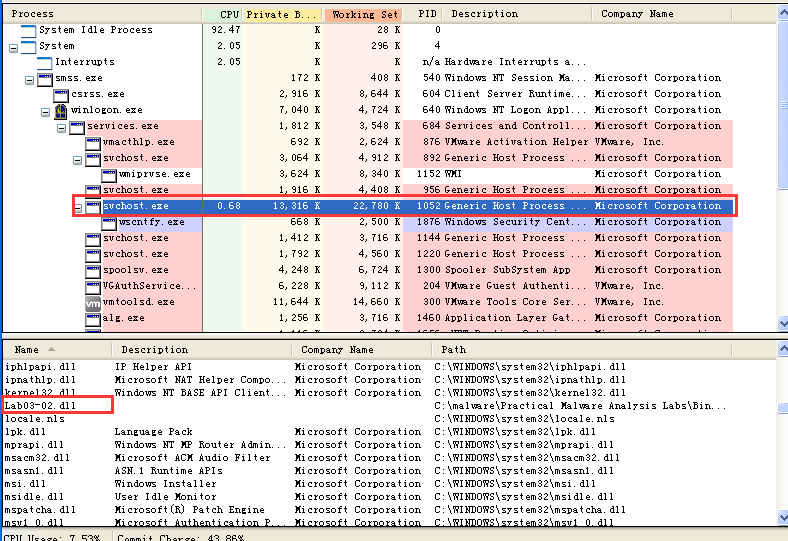 Process CPU Private B... Working Set PID Description Company Name
System Idle Process 92.47 K 28 K 0
System 2.05 K 296 K 4
Interrupts 2.05 K K n/a Hardware Interrupts a...
smss.exe 172 K 408 K 540 Windows NT Session Ma... Microsoft Corporation
csrss.exe 2,916 K 8,644 K 604 Client Server Runtime... Microsoft Corporation
winlogon.exe 7,040 K 4,724 K 640 Windows NT Logon Appl... Microsoft Corporation
services.exe 1,812 K 3,548 K 684 Services and Controll... Microsoft Corporation
vmacthlp.exe 692 K 2,624 K 876 VMware Activation Helper VMware, Inc.
svchost.exe 3,064 K 4,912 K 892 Generic Host Process ... Microsoft Corporation
wmiprvse.exe 3,624 K 8,340 K 1152 WMI Microsoft Corporation
svchost.exe 1,916 K 4,408 K 956 Generic Host Process ... Microsoft Corporation
svchost.exe 0.68 13,316 K 22,780 K 1052 Generic Host Process ... Microsoft Corporation
wscntfy.exe 668 K 2,500 K 1876 Windows Security Cent... Microsoft Corporation
svchost.exe 1,412 K 3,716 K 1144 Generic Host Process ... Microsoft Corporation
svchost.exe 1,792 K 4,560 K 1220 Generic Host Process ... Microsoft Corporation
spoolsv.exe 4,248 K 6,724 K 1300 Spooler SubSystem App Microsoft Corporation
VGAuthService... 6,228 K 9,112 K 204 VMware Guest Authenti... VMware, Inc.
vm vmtoolsd.exe 11,644 K 14,660 K 300 VMware Tools Core Ser... VMware, Inc.
alg.exe 1,256 K 3,716 K 1460 Application Layer Gat... Microsoft Corporation
Name Description Company Name Path
iphlpapi.dll IP Helper API Microsoft Corporation C:\WINDOWS\system32\iphlpapi.dll
ipnathlp.dll Microsoft NAT Helper Compo... Microsoft Corporation C:\WINDOWS\system32\ipnathlp.dll
kernel32.dll Windows NT BASE API Client... Microsoft Corporation C:\WINDOWS\system32\kernel32.dll
Lab03-02.dll C:\malware\Practical Malware Analysis Labs\Bin...
locale.nls C:\WINDOWS\system32\locale.nls
lpk.dll Language Pack Microsoft Corporation C:\WINDOWS\system32\lpk.dll
mprapi.dll Windows NT MP Router Admin... Microsoft Corporation C:\WINDOWS\system32\mprapi.dll
msacm32.dll Microsoft ACM Audio Filter Microsoft Corporation C:\WINDOWS\system32\msacm32.dll
msasn1.dll ASN.1 Runtime APIs Microsoft Corporation C:\WINDOWS\system32\msasn1.dll
msi.dll Windows Installer Microsoft Corporation C:\WINDOWS\system32\msi.dll
msidle.dll User Idle Monitor Microsoft Corporation C:\WINDOWS\system32\msidle.dll
mspatcha.dll Microsoft(R) Patch Engine Microsoft Corporation C:\WINDOWS\system32\mspatcha.dll
msv1_0.dll Microsoft Authentication P... Microsoft Corporation C:\WINDOWS\system32\msv1_0.dll
CPU Usage: 7.53% Commit Charge: 43.86%